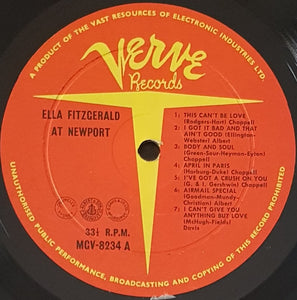 A PRODUCT OF THE VAST RESOURCES OF ELECTRONIC INDUSTRIES LTD.
Verve
Records
ELLA FITZGERALD
AT NEWPORT
1: THIS CAN'T BE LOVE
(Rodgers-Hart) Chappell
2: I GOT IT BAD AND THAT
AIN'T GOOD (Ellington-
Webster) Albert
3: BODY AND SOUL
(Green-Sour-Heyman-Eyton)
Chappell
4: APRIL IN PARIS
(Harburg-Duke) Chappell
5: I'VE GOT A CRUSH ON YOU
(G. & I. Gershwin) Chappell
6: AIRMAIL SPECIAL
(Goodman-Mundy-
Christian) Albert
7: I CAN'T GIVE YOU
ANYTHING BUT LOVE
(McHugh-Fields)
Davis
33⅓ R.P.M.
MCV-8234 A
UNAUTHORISED PUBLIC PERFORMANCE, BROADCASTING AND COPYING OF THIS RECORD PROHIBITED